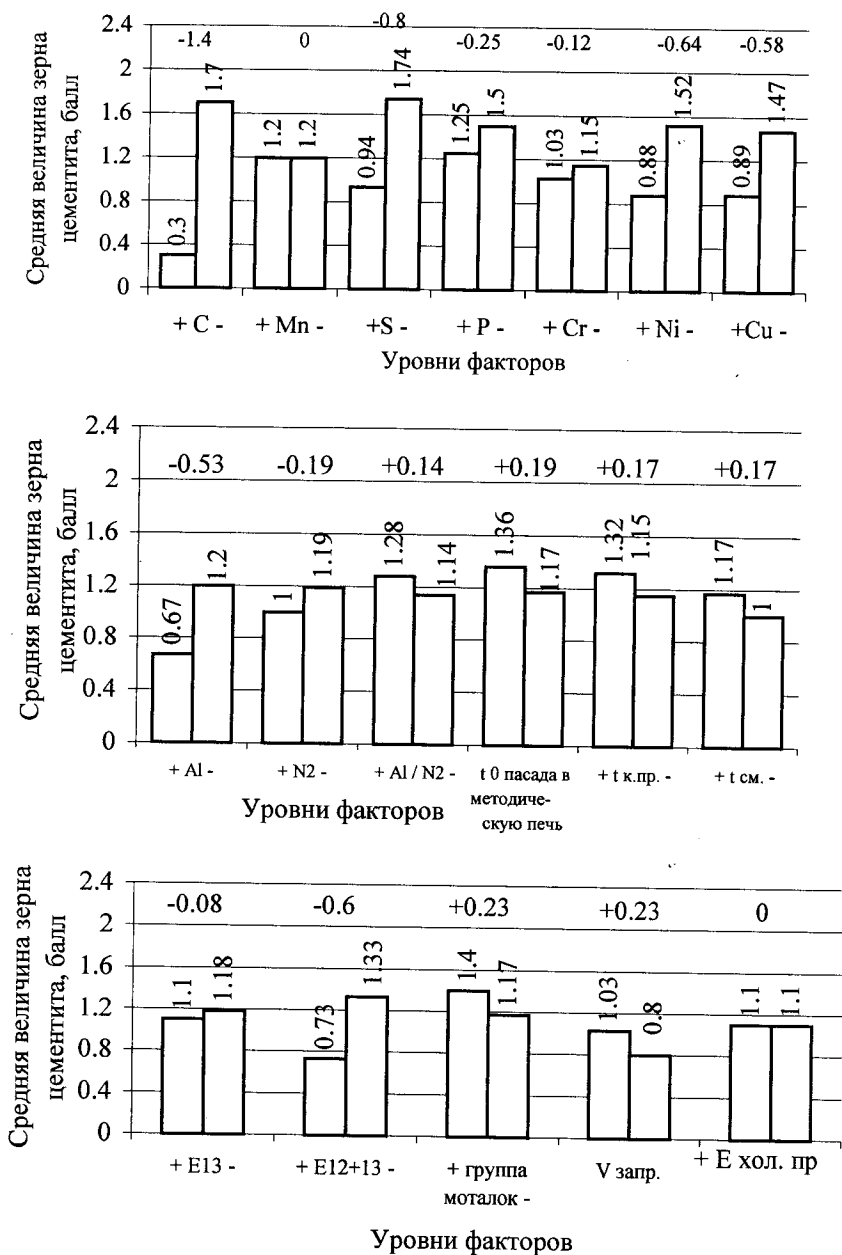 Средняя величина зерна
цементита, балл
2.4
2
1.6
1.2
0.8
0.4
0
-1.4 0 -0.8 -0.25 -0.12 -0.64 -0.58
0.3 1.7 1.2 1.2 0.94 1.74 1.25 1.5 1.03 1.15 0.88 1.52 0.89 1.47
+ C - + Mn - +S - + P - + Cr - + Ni - +Cu -
Уровни факторов
Средняя величина зерна
цементита, балл
2.4
2
1.6
1.2
0.8
0.4
0
-0.53 -0.19 +0.14 +0.19 +0.17 +0.17
0.67 1.2 1 1.19 1.28 1.14 1.36 1.17 1.32 1.15 1.17 1
+ Al - + N2 - + Al / N2 - t 0 пасада в + t к.пр. - + t см. -
методиче-
скую печь
Уровни факторов
Средняя величина зерна
цементита, балл
2.4
2
1.6
1.2
0.8
0.4
0
-0.08 -0.6 +0.23 +0.23 0
1.1 1.18 0.73 1.33 1.4 1.17 1.03 0.8 1.1 1.1
+ E13 - + E12+13 - + группа V запр. + E хол. пр
моталок -
Уровни факторов